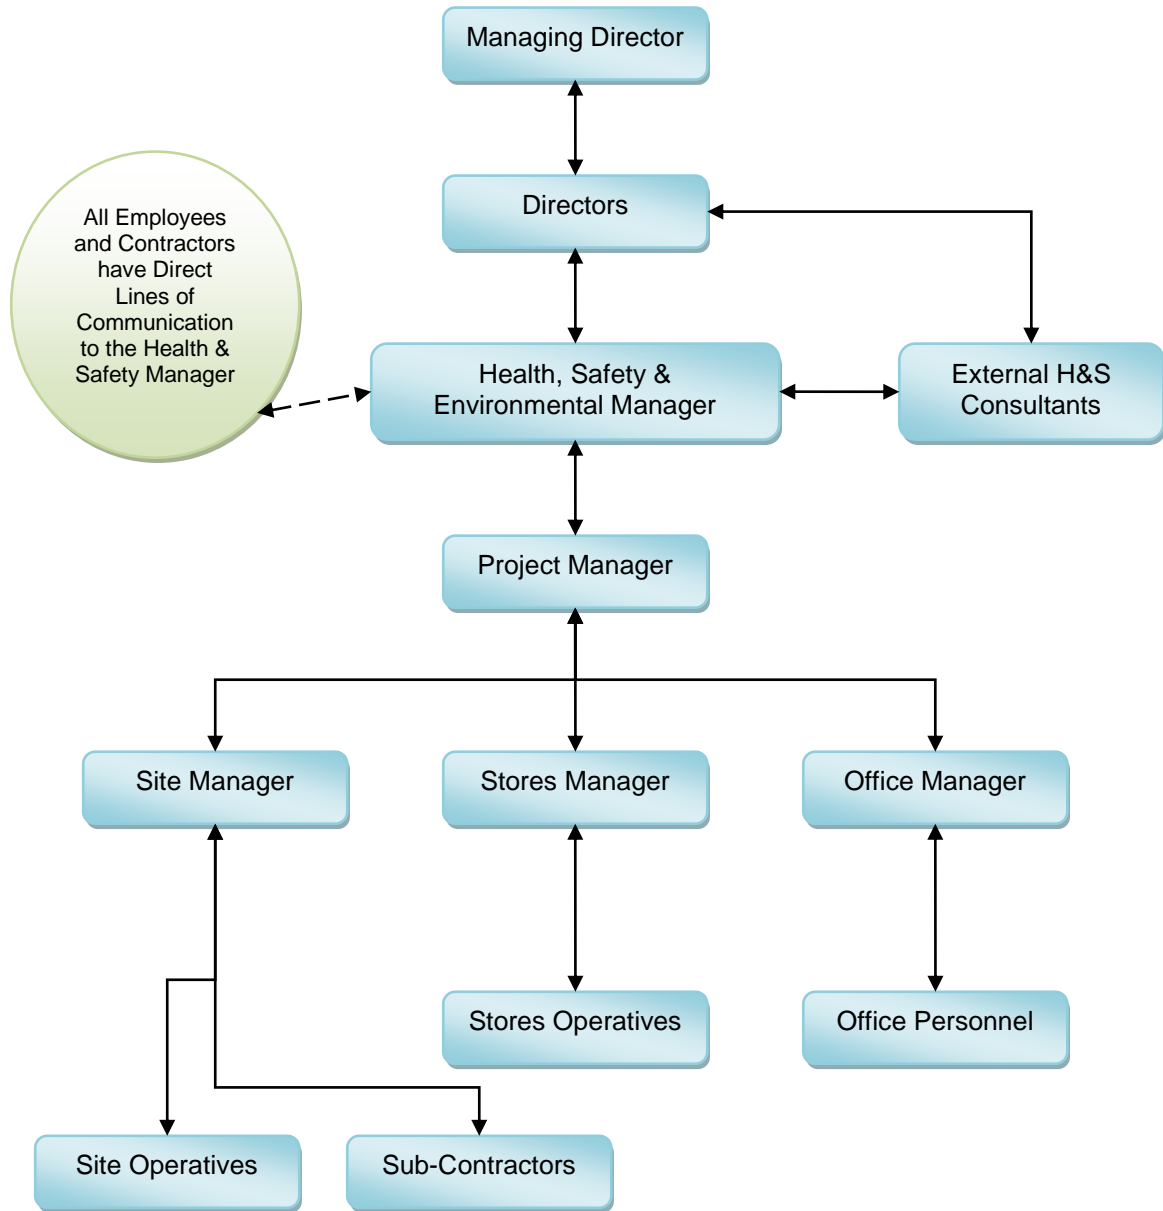 Managing Director
Directors
All Employees
and Contractors
have Direct
Lines of
Communication
to the Health &
Safety Manager
Health, Safety &
Environmental Manager
External H&S
Consultants
Project Manager
Site Manager
Stores Manager
Office Manager
Stores Operatives
Office Personnel
Site Operatives
Sub-Contractors